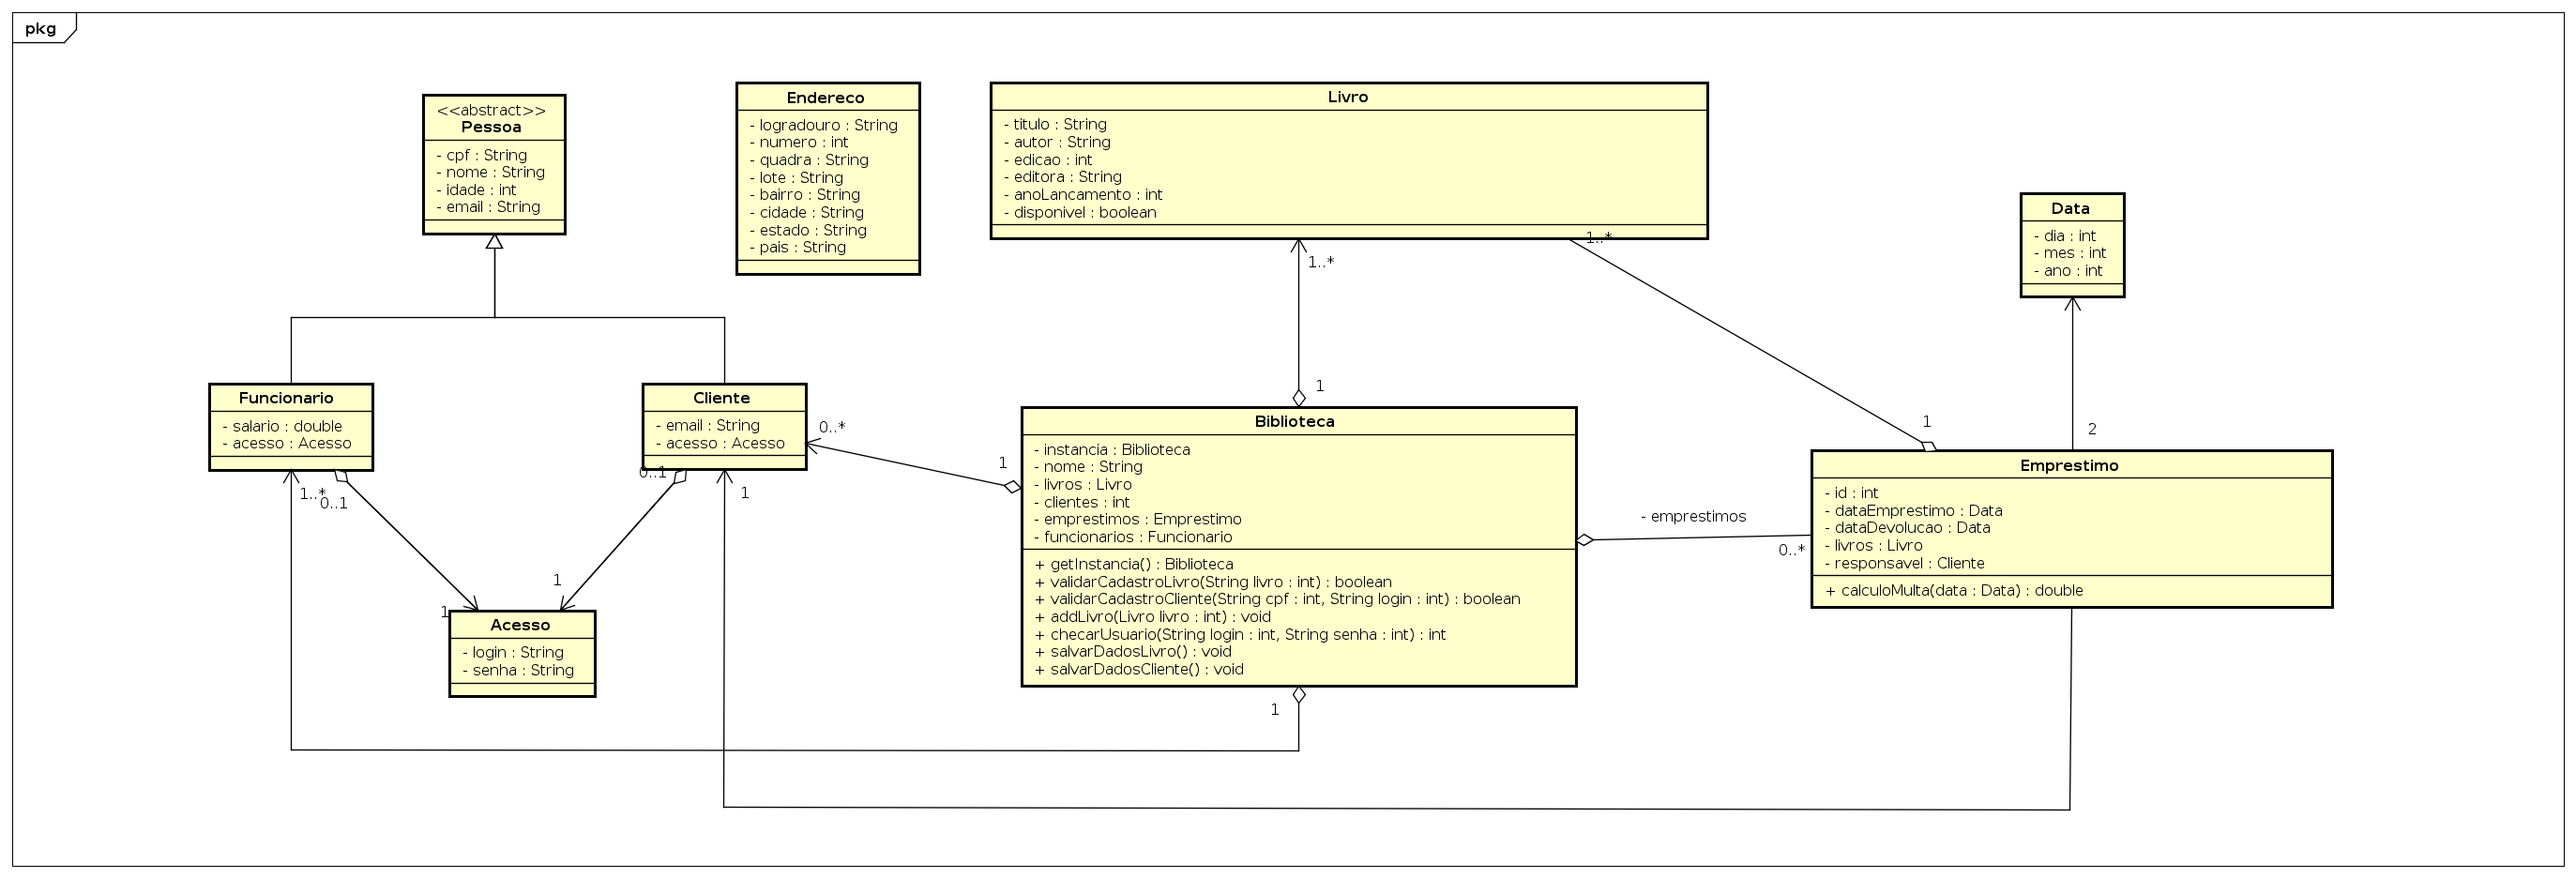 pkg
<<abstract>>
Pessoa
- cpf : String
- nome : String
- idade : int
- email : String
Endereco
- logradouro : String
- numero : int
- quadra : String
- lote : String
- bairro : String
- cidade : String
- estado : String
- pais : String
Livro
- titulo : String
- autor : String
- edicao : int
- editora : String
- anoLancamento : int
- disponivel : boolean
1..*
1..*
Data
- dia : int
- mes : int
- ano : int
Funcionario
- salario : double
- acesso : Acesso
1..*
0..1
Cliente
- email : String
- acesso : Acesso
0..1
1
0..*
1
1
Biblioteca
- instancia : Biblioteca
- nome : String
- livros : Livro
- clientes : int
- emprestimos : Emprestimo
- funcionarios : Funcionario
+ getInstancia() : Biblioteca
+ validarCadastroLivro(String livro : int) : boolean
+ validarCadastroCliente(String cpf : int, String login : int) : boolean
+ addLivro(Livro livro : int) : void
+ checarUsuario(String login : int, String senha : int) : int
+ salvarDadosLivro() : void
+ salvarDadosCliente() : void
1
- emprestimos
0..*
1
2
Emprestimo
- id : int
- dataEmprestimo : Data
- dataDevolucao : Data
- livros : Livro
- responsavel : Cliente
+ calculoMulta(data : Data) : double
1
1
Acesso
- login : String
- senha : String